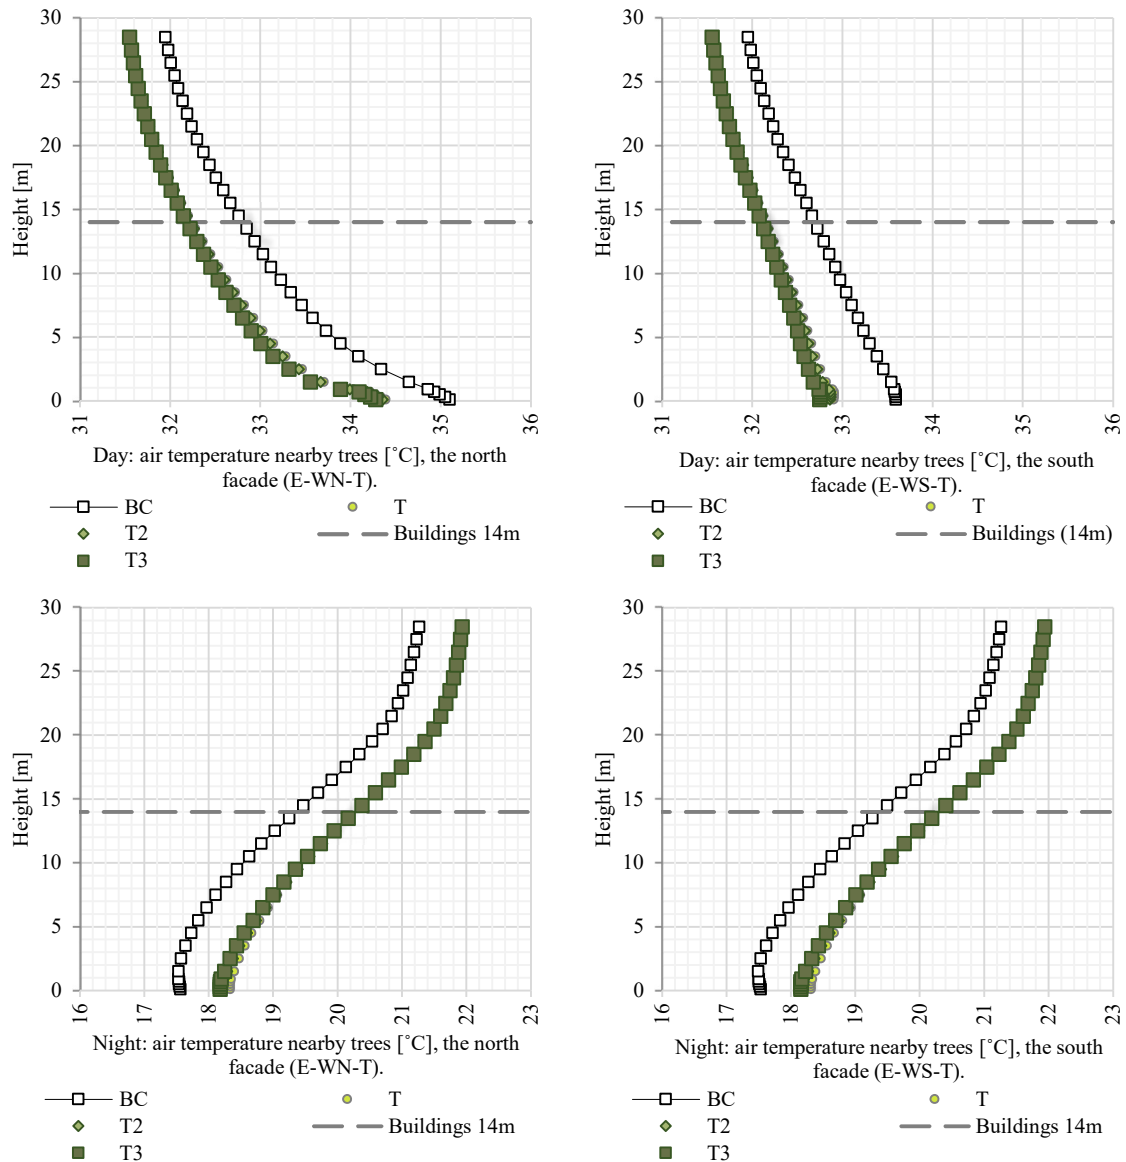 30
25
20
15
10
5
0
Height [m]
31
32
33
34
35
36
Day: air temperature nearby trees [˚C], the north
facade (E-WN-T).
BC
T
T2
Buildings 14m
T3
30
25
20
15
10
5
0
Height [m]
31
32
33
34
35
36
Day: air temperature nearby trees [˚C], the south
facade (E-WS-T).
BC
T
T2
Buildings (14m)
T3
30
25
20
15
10
5
0
Height [m]
16
17
18
19
20
21
22
23
Night: air temperature nearby trees [˚C], the north
facade (E-WN-T).
BC
T
T2
Buildings 14m
T3
30
25
20
15
10
5
0
Height [m]
16
17
18
19
20
21
22
23
Night: air temperature nearby trees [˚C], the south
facade (E-WS-T).
BC
T
T2
Buildings 14m
T3